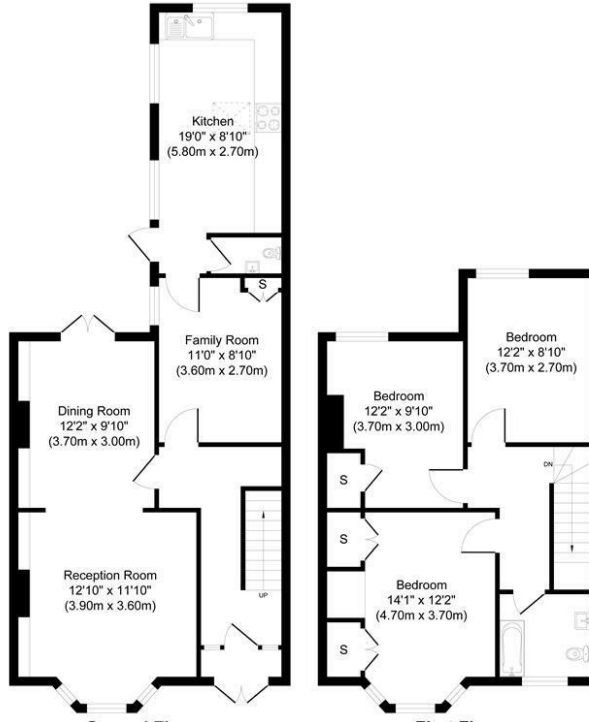 Kitchen
19'0" x 8'10"
(5.80m x 2.70m)
S
Family Room
11'0" x 8'10"
(3.60m x 2.70m)
Dining Room
12'2" x 9'10"
(3.70m x 3.00m)
Reception Room
12'10" x 11'10"
(3.90m x 3.60m)
UP
Bedroom
12'2" x 8'10"
(3.70m x 2.70m)
Bedroom
12'2" x 9'10"
(3.70m x 3.00m)
DN
S
S
Bedroom
14'1" x 12'2"
(4.70m x 3.70m)
S